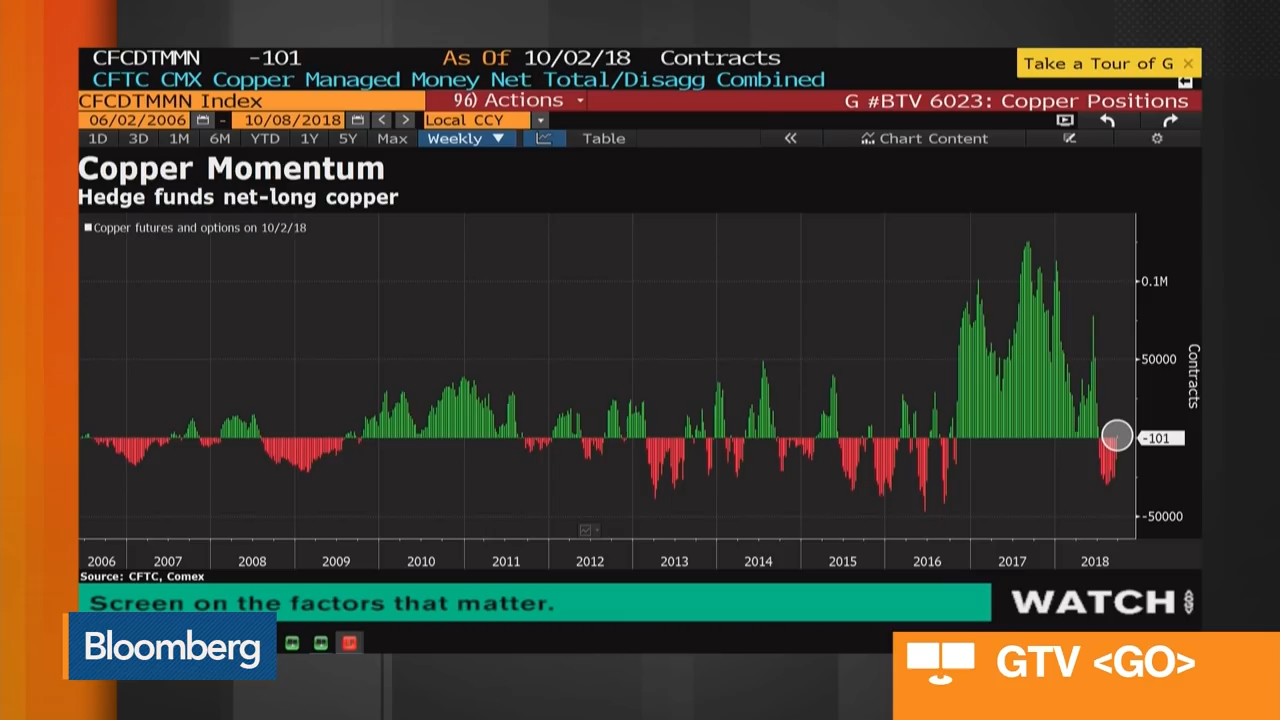 CFCDTMMN -101 As Of 10/02/18 Contracts
Take a Tour of G ×
CFTC CMX Copper Managed Money Net Total/Disagg Combined
CFCDTMMN Index 96) Actions G #BTV 6023: Copper Positions
06/02/2006 - 10/08/2018 < > Local CCY
1D 3D 1M 6M YTD 1Y 5Y Max Weekly ▼ Table « Chart Content
Copper Momentum
Hedge funds net-long copper
Copper futures and options on 10/2/18
0.1M
50000
-101
-50000
Contracts
2006 2007 2008 2009 2010 2011 2012 2013 2014 2015 2016 2017 2018
Source: CFTC, Comex
Screen on the factors that matter.
WATCH
Bloomberg
GTV <GO>